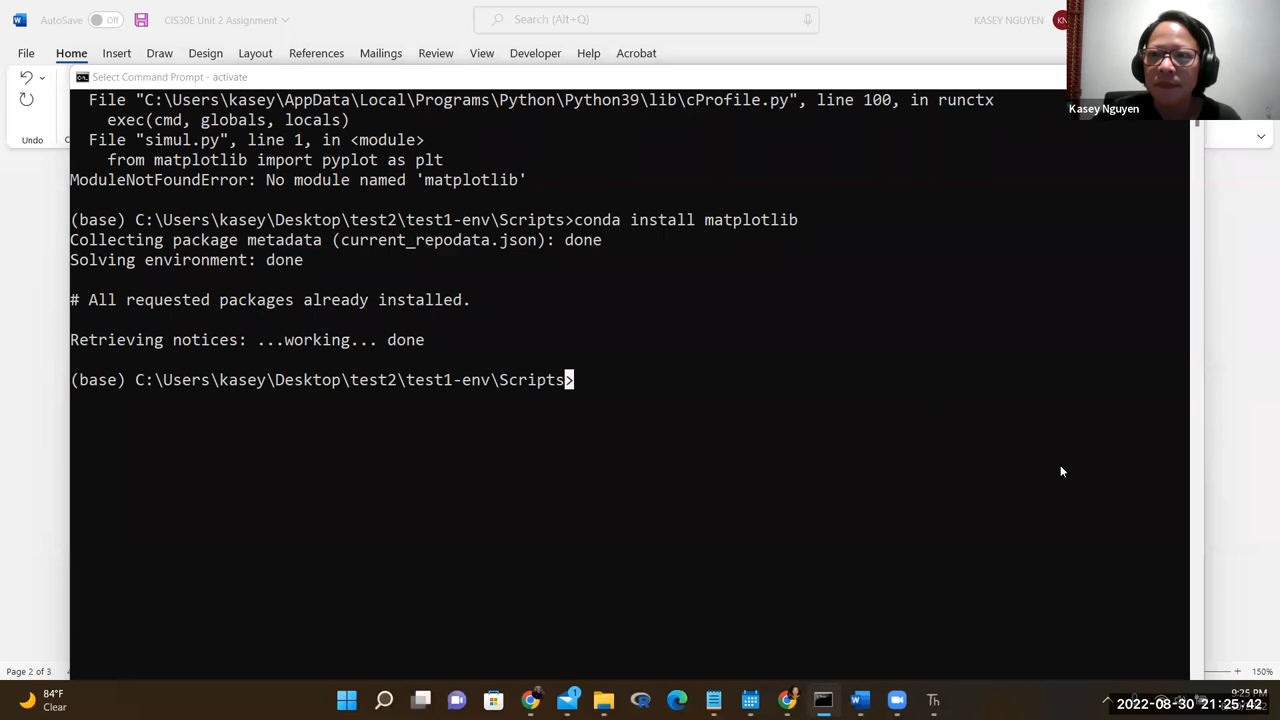 AutoSave Off CIS30E Unit 2 Assignment Search (Alt+Q) KASEY NGUYEN
File Home Insert Draw Design Layout References Mailings Review View Developer Help Acrobat
Select Command Prompt - activate
Undo
File "C:\Users\kasey\AppData\Local\Programs\Python\Python39\lib\cProfile.py", line 100, in runctx
exec(cmd, globals, locals)
File "simul.py", line 1, in <module>
from matplotlib import pyplot as plt
ModuleNotFoundError: No module named 'matplotlib'
(base) C:\Users\kasey\Desktop\test2\test1-env\Scripts>conda install matplotlib
Collecting package metadata (current_repodata.json): done
Solving environment: done
# All requested packages already installed.
Retrieving notices: ...working... done
(base) C:\Users\kasey\Desktop\test2\test1-env\Scripts>
Kasey Nguyen
Page 2 of 3 150%
84°F
Clear
1
Th
9:25 PM
2022-08-30 21:25:42